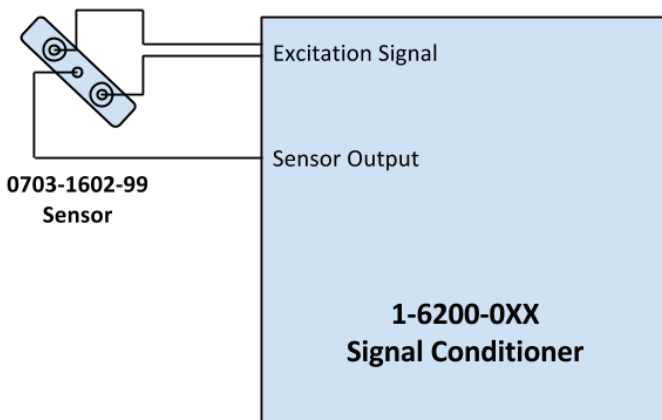 Excitation Signal
Sensor Output
0703-1602-99
Sensor
1-6200-0XX
Signal Conditioner